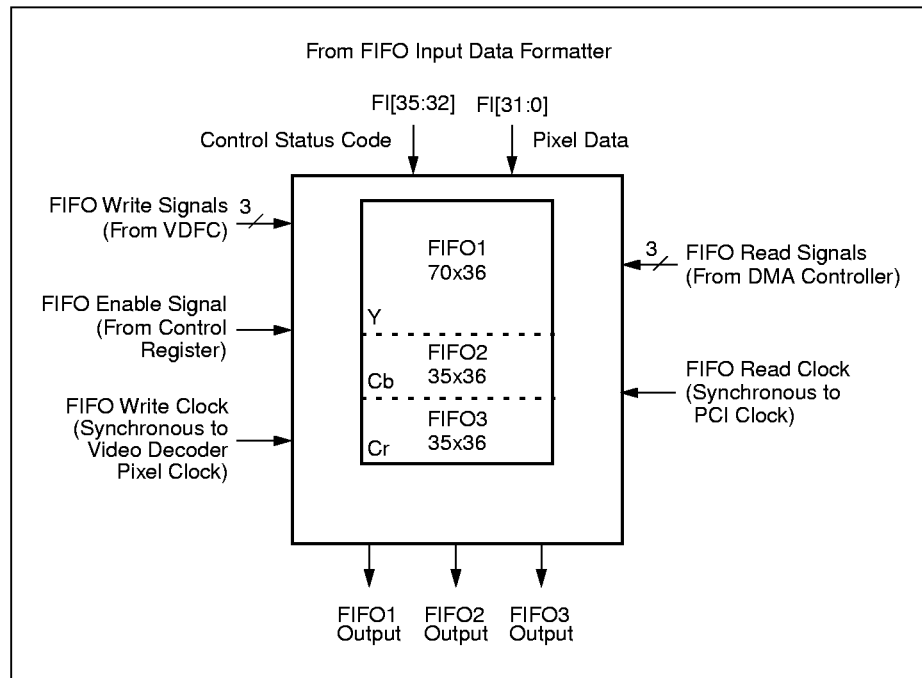 From FIFO Input Data Formatter
FI[35:32]
FI[31:0]
Control Status Code
Pixel Data
FIFO Write Signals
(From VDFC)
3
FIFO Enable Signal
(From Control
Register)
FIFO Write Clock
(Synchronous to
Video Decoder
Pixel Clock)
FIFO1
70x36
Y
FIFO2
35x36
Cb
FIFO3
35x36
Cr
3
FIFO Read Signals
(From DMA Controller)
FIFO Read Clock
(Synchronous to
PCI Clock)
FIFO1
Output
FIFO2
Output
FIFO3
Output